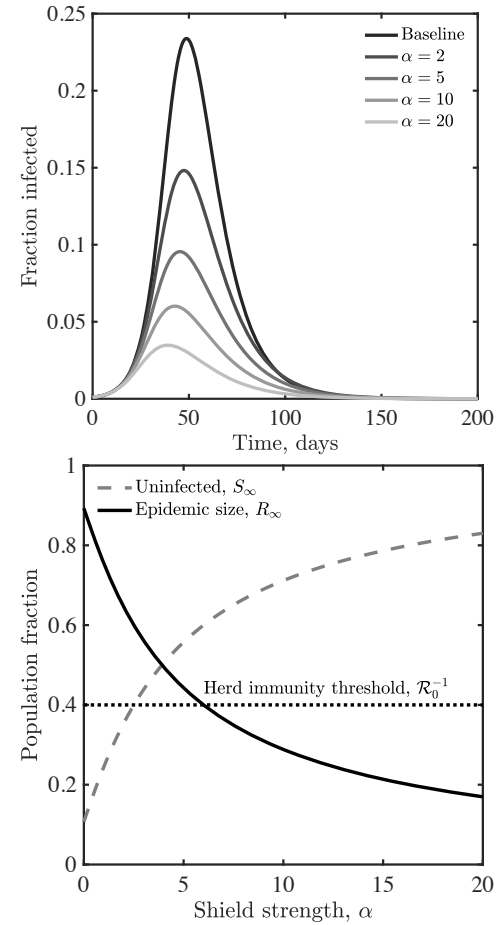 0.25
0.2
0.15
0.1
0.05
0
Fraction infected
Baseline
α = 2
α = 5
α = 10
α = 20
0 50 100 150 200
Time, days
1
0.8
0.6
0.4
0.2
0
Population fraction
Uninfected, S∞
Epidemic size, R∞
Herd immunity threshold, ℛ₀⁻¹
0 5 10 15 20
Shield strength, α